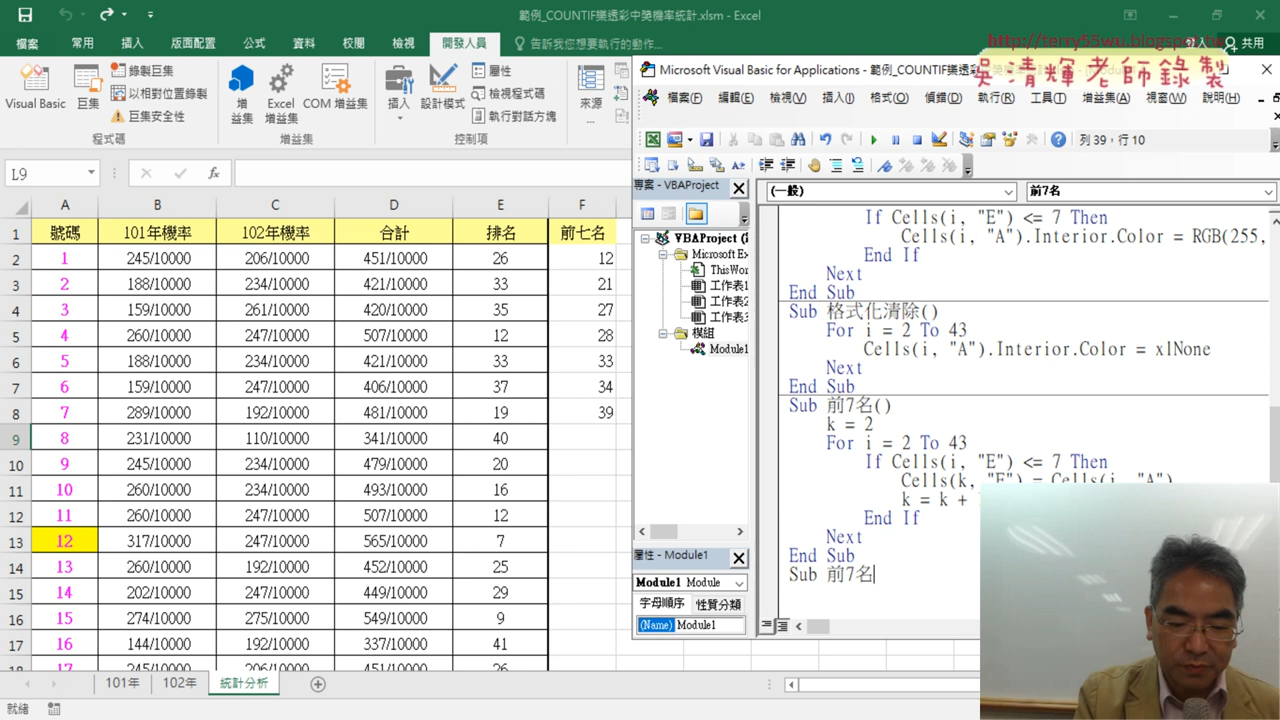 範例_COUNTIF樂透彩中獎機率統計.xlsm - Excel
檔案 常用 插入 版面配置 公式 資料 校閱 檢視 開發人員 告訴我您想要執行的動作... 登入 共用
http://terry55wu.blogspot.tw
吳清輝老師錄製
Visual Basic 巨集 錄製巨集 以相對位置錄製 巨集安全性 增益集 Excel 增益集 COM 增益集 插入 設計模式 屬性 檢視程式碼 執行對話方塊 來源 ...
程式碼 增益集 控制項
L9 fx
A B C D E F
1 號碼 101年機率 102年機率 合計 排名 前七名
2 1 245/10000 206/10000 451/10000 26 12
3 2 188/10000 234/10000 421/10000 33 21
4 3 159/10000 261/10000 420/10000 35 27
5 4 260/10000 247/10000 507/10000 12 28
6 5 188/10000 234/10000 421/10000 33 33
7 6 159/10000 247/10000 406/10000 37 34
8 7 289/10000 192/10000 481/10000 19 39
9 8 231/10000 110/10000 341/10000 40
10 9 245/10000 234/10000 479/10000 20
11 10 260/10000 234/10000 493/10000 16
12 11 260/10000 247/10000 507/10000 12
13 12 317/10000 247/10000 565/10000 7
14 13 260/10000 192/10000 452/10000 25
15 14 202/10000 247/10000 449/10000 29
16 15 274/10000 275/10000 549/10000 9
17 16 144/10000 192/10000 337/10000 41
18 17 245/10000 206/10000 451/10000 26
101年 102年 統計分析
就緒
Microsoft Visual Basic for Applications - 範例_COUNTIF樂透彩
檔案(F) 編輯(E) 檢視(V) 插入(I) 格式(O) 偵錯(D) 執行(R) 工具(T) 增益集(A) 視窗(W) 說明(H)
列 39，行 10
專案 - VBAProject
VBAProject (
Microsoft Ex
ThisWor
工作表1
工作表2
工作表3
模組
Module1
屬性 - Module1
Module1 Module
字母順序 性質分類
(Name) Module1
(一般) 前7名
If Cells(i, "E") <= 7 Then
Cells(i, "A").Interior.Color = RGB(255,
End If
Next
End Sub
Sub 格式化清除()
For i = 2 To 43
Cells(i, "A").Interior.Color = xlNone
Next
End Sub
Sub 前7名()
k = 2
For i = 2 To 43
If Cells(i, "E") <= 7 Then
Cells(k, "F") = Cells(i, "A")
k = k +
End If
Next
End Sub
Sub 前7名